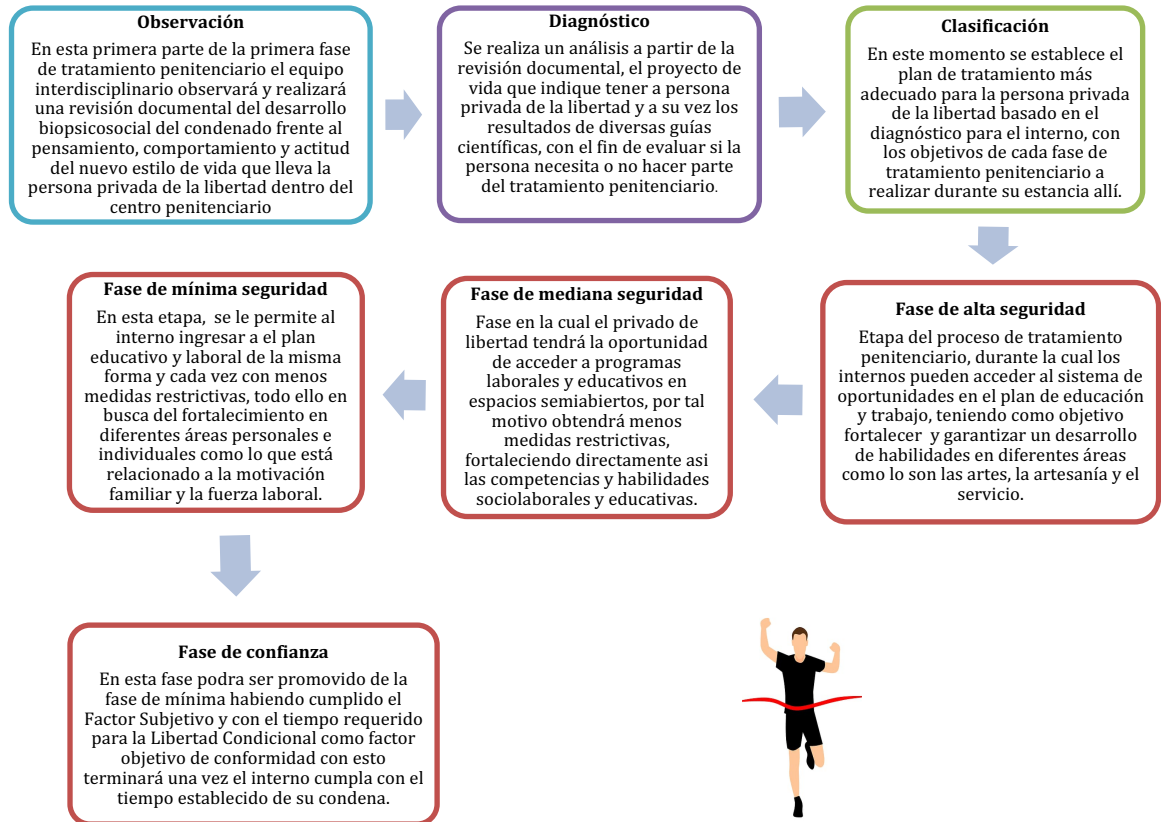 Observación
En esta primera parte de la primera fase
de tratamiento penitenciario el equipo
interdisciplinario observará y realizará
una revisión documental del desarrollo
biopsicosocial del condenado frente al
pensamiento, comportamiento y actitud
del nuevo estilo de vida que lleva la
persona privada de la libertad dentro del
centro penitenciario
Diagnóstico
Se realiza un análisis a partir de la
revisión documental, el proyecto de
vida que indique tener a persona
privada de la libertad y a su vez los
resultados de diversas guías
científicas, con el fin de evaluar si la
persona necesita o no hacer parte
del tratamiento penitenciario.
Clasificación
En este momento se establece el
plan de tratamiento más
adecuado para la persona privada
de la libertad basado en el
diagnóstico para el interno, con
los objetivos de cada fase de
tratamiento penitenciario a
realizar durante su estancia allí.
Fase de alta seguridad
Etapa del proceso de tratamiento
penitenciario, durante la cual los
internos pueden acceder al sistema de
oportunidades en el plan de educación
y trabajo, teniendo como objetivo
fortalecer y garantizar un desarrollo
de habilidades en diferentes áreas
como lo son las artes, la artesanía y el
servicio.
Fase de mediana seguridad
Fase en la cual el privado de
libertad tendrá la oportunidad
de acceder a programas
laborales y educativos en
espacios semiabiertos, por tal
motivo obtendrá menos
medidas restrictivas,
fortaleciendo directamente asi
las competencias y habilidades
sociolaborales y educativas.
Fase de mínima seguridad
En esta etapa, se le permite al
interno ingresar a el plan
educativo y laboral de la misma
forma y cada vez con menos
medidas restrictivas, todo ello en
busca del fortalecimiento en
diferentes áreas personales e
individuales como lo que está
relacionado a la motivación
familiar y la fuerza laboral.
Fase de confianza
En esta fase podra ser promovido de la
fase de mínima habiendo cumplido el
Factor Subjetivo y con el tiempo requerido
para la Libertad Condicional como factor
objetivo de conformidad con esto
terminará una vez el interno cumpla con el
tiempo establecido de su condena.